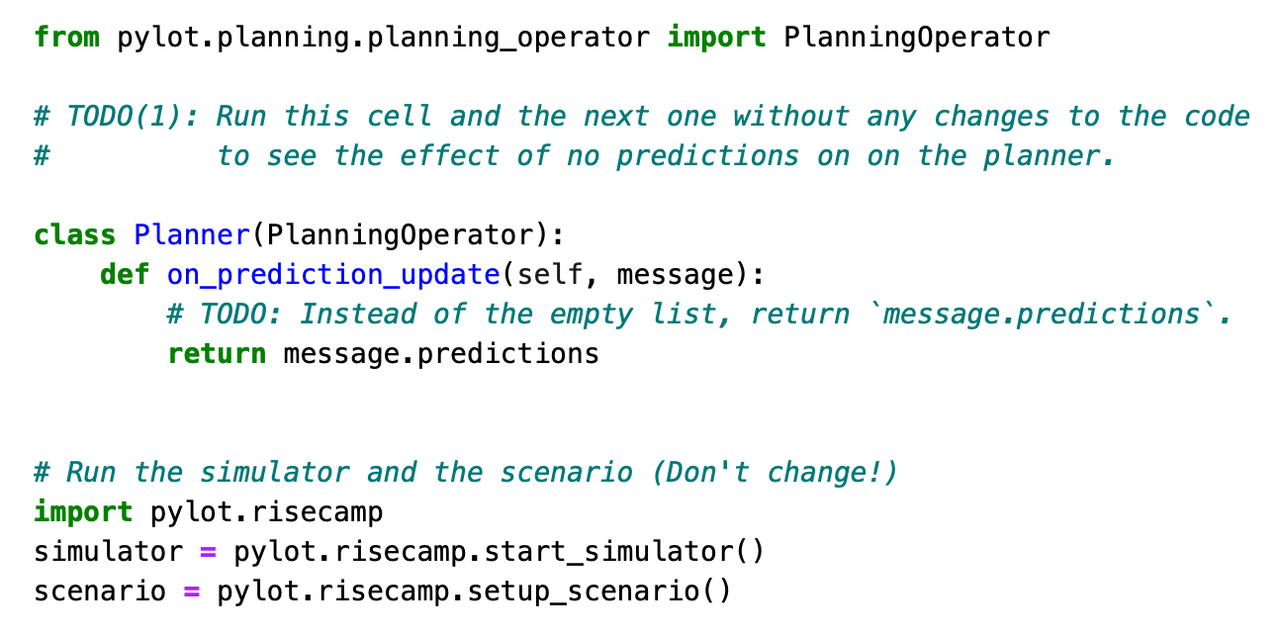 from pylot.planning.planning_operator import PlanningOperator
# TODO(1): Run this cell and the next one without any changes to the code
#          to see the effect of no predictions on on the planner.
class Planner(PlanningOperator):
    def on_prediction_update(self, message):
        # TODO: Instead of the empty list, return `message.predictions`.
        return message.predictions
# Run the simulator and the scenario (Don't change!)
import pylot.risecamp
simulator = pylot.risecamp.start_simulator()
scenario = pylot.risecamp.setup_scenario()